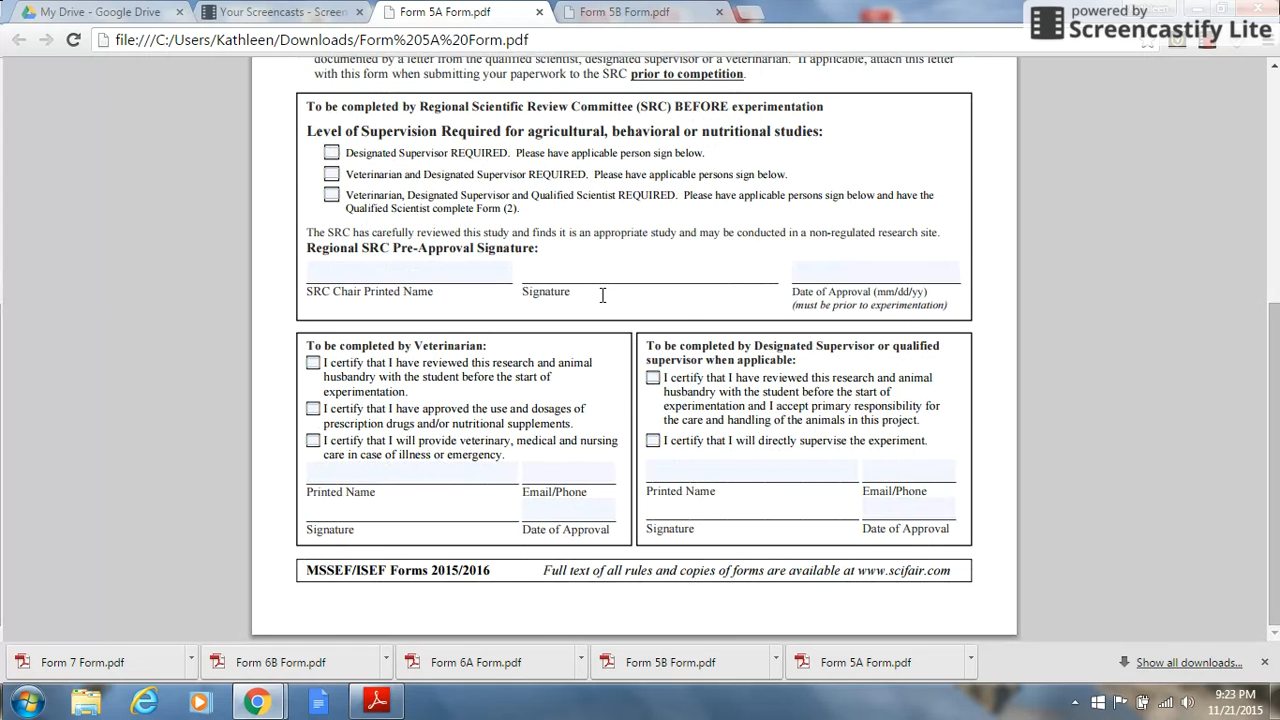 My Drive - Google Drive
Your Screencasts - Screen
Form 5A Form.pdf
Form 5B Form.pdf
powered by
Screencastify Lite
file:///C:/Users/Kathleen/Downloads/Form%205A%20Form.pdf
documented by a letter from the qualified scientist, designated supervisor or a veterinarian. If applicable, attach this letter
with this form when submitting your paperwork to the SRC prior to competition.
To be completed by Regional Scientific Review Committee (SRC) BEFORE experimentation
Level of Supervision Required for agricultural, behavioral or nutritional studies:
Designated Supervisor REQUIRED. Please have applicable person sign below.
Veterinarian and Designated Supervisor REQUIRED. Please have applicable persons sign below.
Veterinarian, Designated Supervisor and Qualified Scientist REQUIRED. Please have applicable persons sign below and have the
Qualified Scientist complete Form (2).
The SRC has carefully reviewed this study and finds it is an appropriate study and may be conducted in a non-regulated research site.
Regional SRC Pre-Approval Signature:
SRC Chair Printed Name
Signature
Date of Approval (mm/dd/yy)
(must be prior to experimentation)
To be completed by Veterinarian:
I certify that I have reviewed this research and animal
husbandry with the student before the start of
experimentation.
I certify that I have approved the use and dosages of
prescription drugs and/or nutritional supplements.
I certify that I will provide veterinary, medical and nursing
care in case of illness or emergency.
Printed Name
Email/Phone
Signature
Date of Approval
To be completed by Designated Supervisor or qualified
supervisor when applicable:
I certify that I have reviewed this research and animal
husbandry with the student before the start of
experimentation and I accept primary responsibility for
the care and handling of the animals in this project.
I certify that I will directly supervise the experiment.
Printed Name
Email/Phone
Signature
Date of Approval
MSSEF/ISEF Forms 2015/2016
Full text of all rules and copies of forms are available at www.scifair.com
Form 7 Form.pdf
Form 6B Form.pdf
Form 6A Form.pdf
Form 5B Form.pdf
Form 5A Form.pdf
Show all downloads...
9:23 PM
11/21/2015